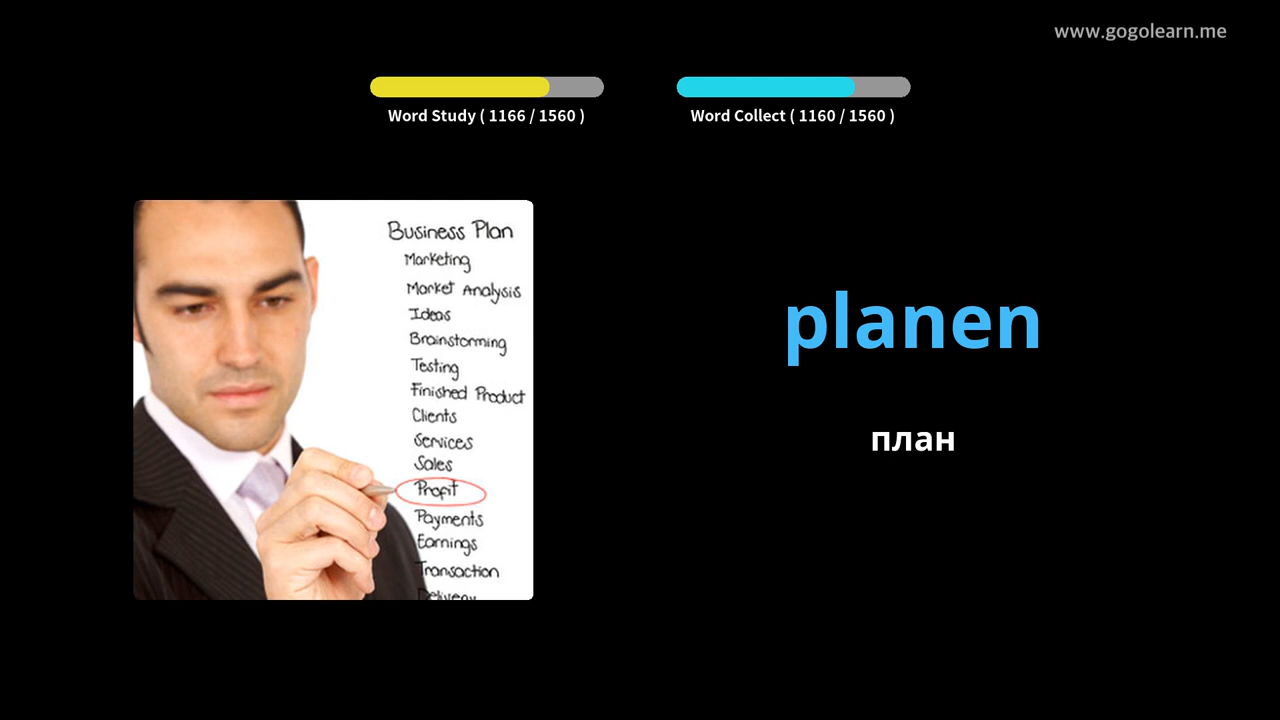 www.gogolearn.me
Word Study ( 1166 / 1560 )
Word Collect ( 1160 / 1560 )
Business Plan
Marketing
Market Analysis
Ideas
Brainstorming
Testing
Finished Product
Clients
Services
Sales
Profit
Payments
Earnings
Transaction
Delivery
planen
план